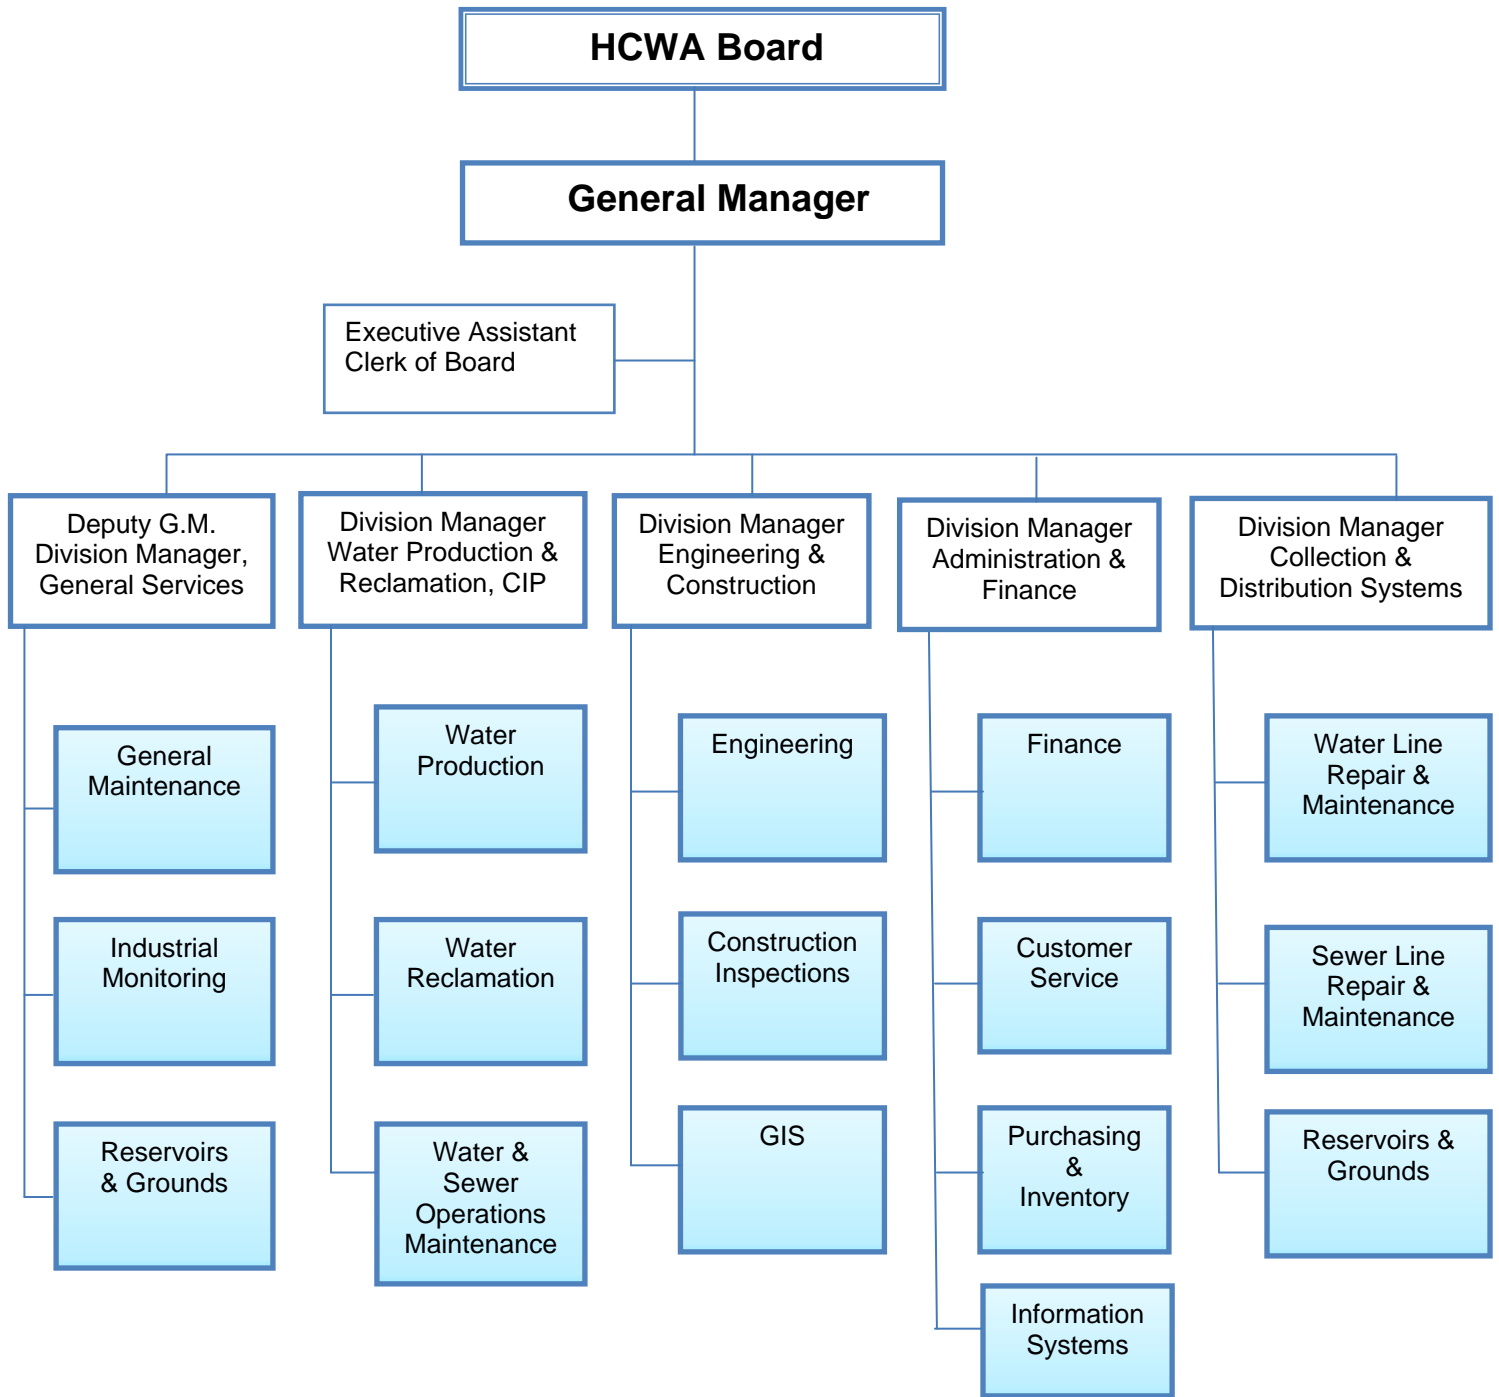 HCWA Board
General Manager
Executive Assistant
Clerk of Board
Deputy G.M.
Division Manager,
General Services
Division Manager
Water Production &
Reclamation, CIP
Division Manager
Engineering &
Construction
Division Manager
Administration &
Finance
Division Manager
Collection &
Distribution Systems
General
Maintenance
Industrial
Monitoring
Reservoirs
& Grounds
Water
Production
Water
Reclamation
Water &
Sewer
Operations
Maintenance
Engineering
Construction
Inspections
GIS
Finance
Customer
Service
Purchasing
&
Inventory
Information
Systems
Water Line
Repair &
Maintenance
Sewer Line
Repair &
Maintenance
Reservoirs &
Grounds